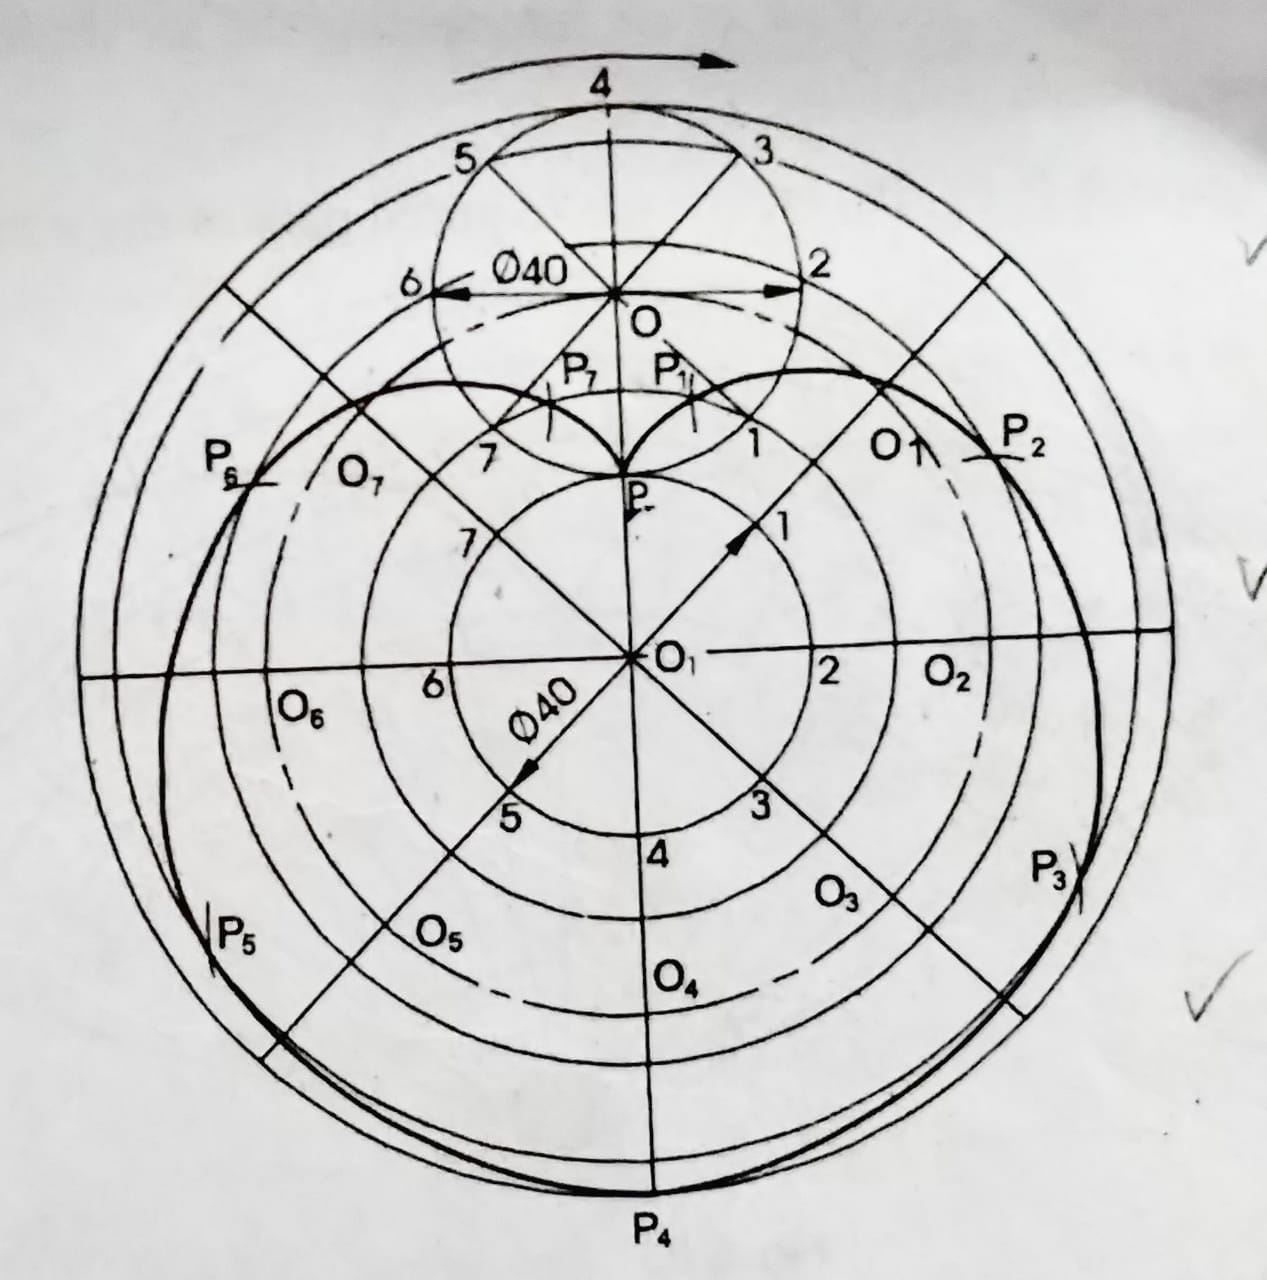 4
5 3
6 Ø40 2
O
P₇ P₁
P₆ O₇ 7 1 O1 P₂
P
7 1
O₁
6 2 O₂
O₆ Ø40
5 3
4
P₃
O₃
P₅ O₅
O₄
P₄